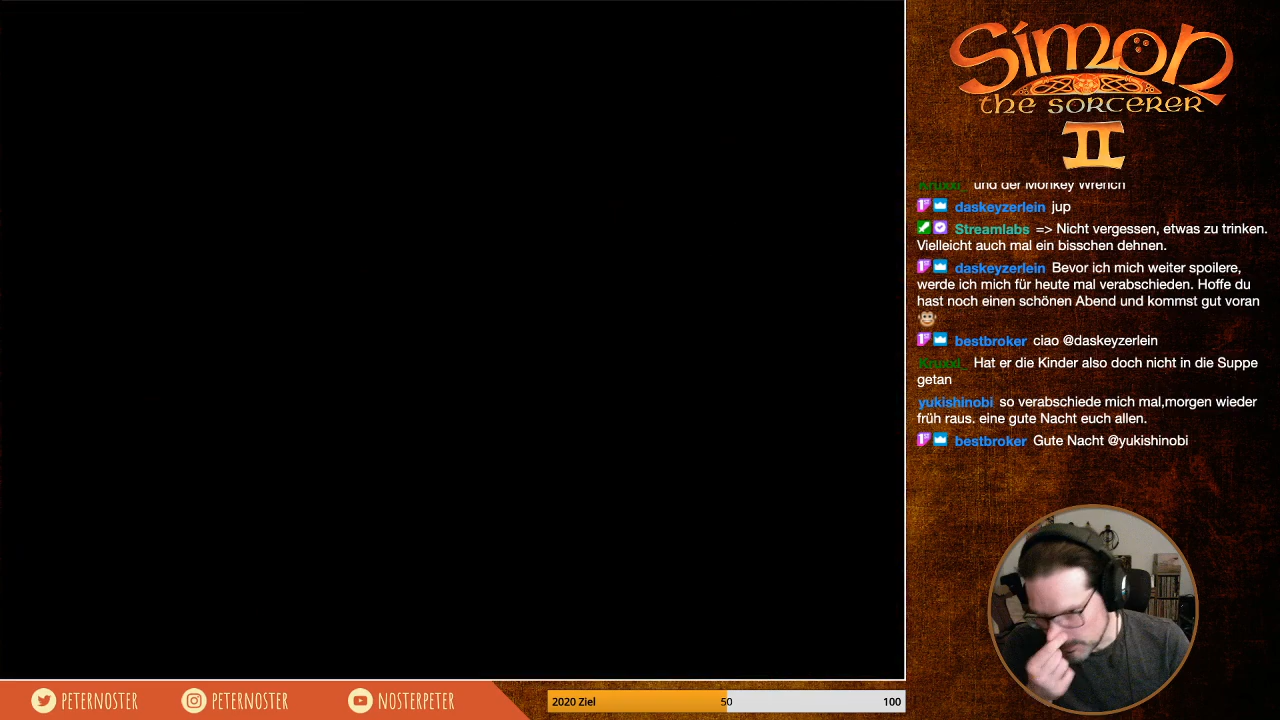 Simon
the SORCERER
II
Kruxxi_ und der Monkey Wrench
daskeyzerlein jup
Streamlabs => Nicht vergessen, etwas zu trinken.
Vielleicht auch mal ein bisschen dehnen.
daskeyzerlein Bevor ich mich weiter spoilere,
werde ich mich für heute mal verabschieden. Hoffe du
hast noch einen schönen Abend und kommst gut voran
bestbroker ciao @daskeyzerlein
Kruxxi_ Hat er die Kinder also doch nicht in die Suppe
getan
yukishinobi so verabschiede mich mal,morgen wieder
früh raus. eine gute Nacht euch allen.
bestbroker Gute Nacht @yukishinobi
PETERNOSTER PETERNOSTER NOSTERPETER
2020 Ziel 50 100